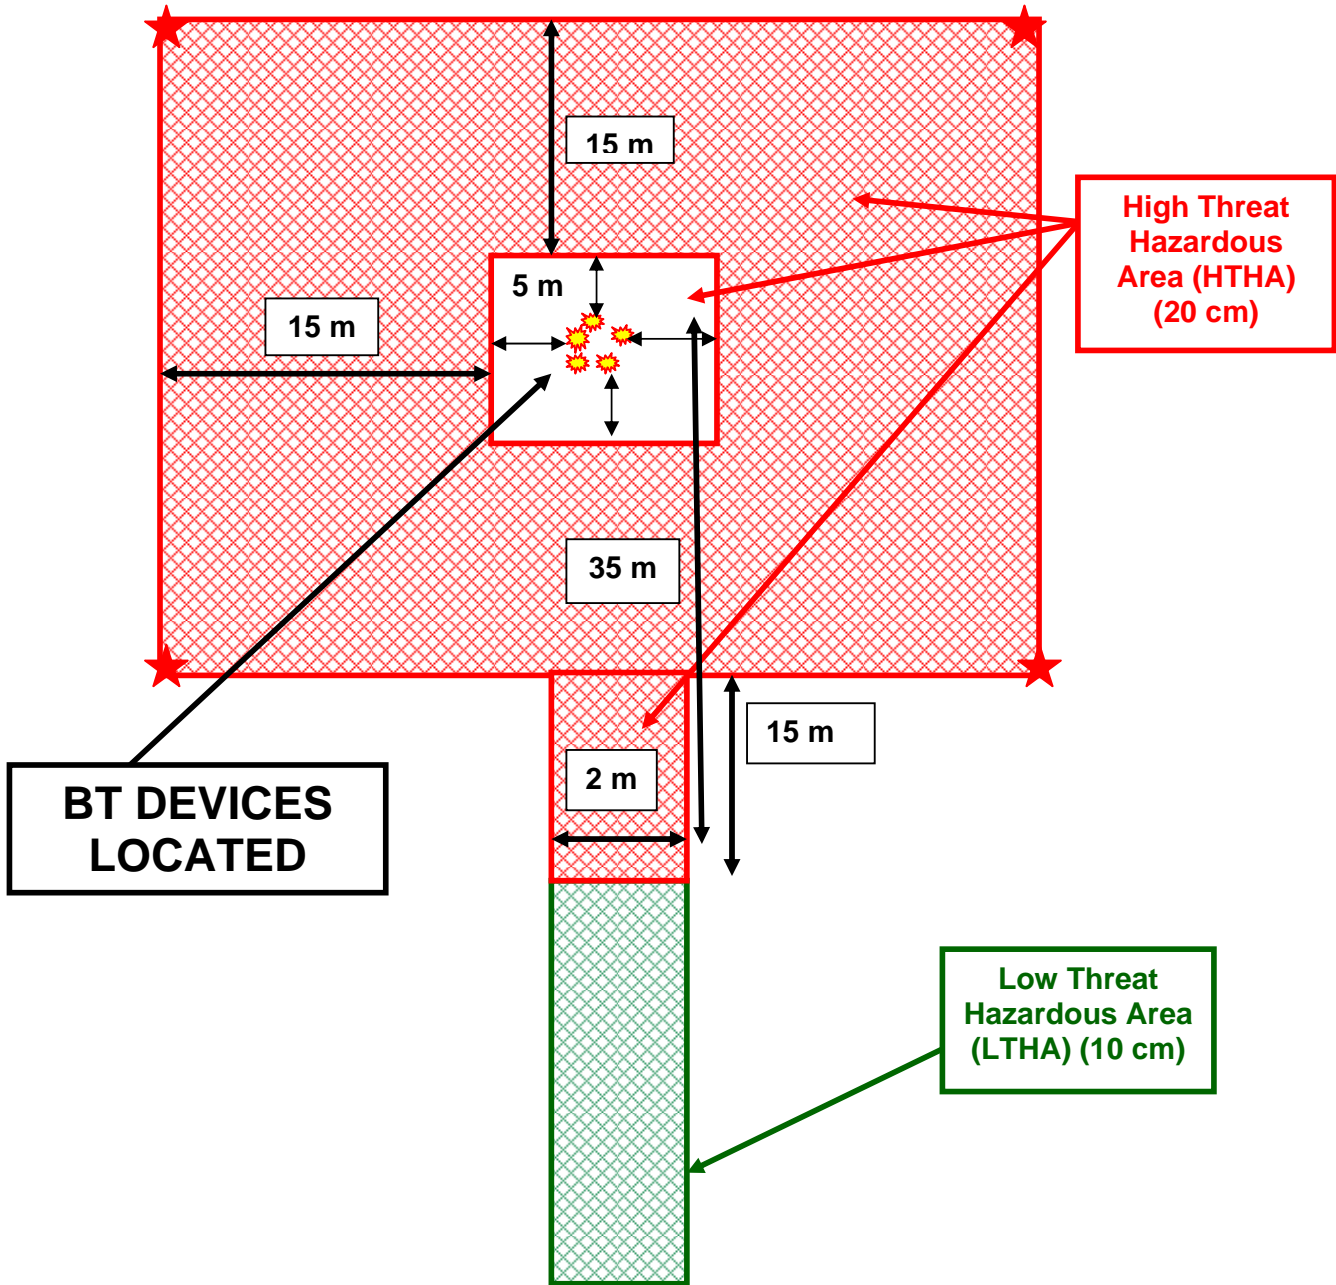 15 m
High Threat
Hazardous
Area (HTHA)
(20 cm)
5 m
15 m
35 m
15 m
2 m
BT DEVICES
LOCATED
Low Threat
Hazardous Area
(LTHA) (10 cm)